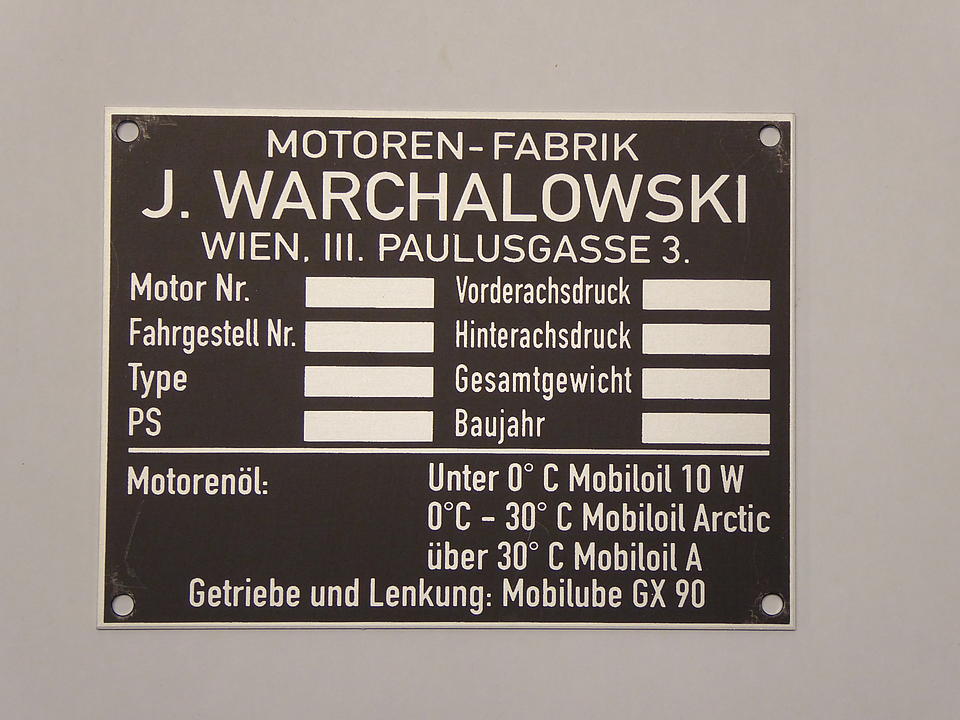 MOTOREN-FABRIK
J. WARCHALOWSKI
WIEN, III. PAULUSGASSE 3.
Motor Nr. Vorderachsdruck
Fahrgestell Nr. Hinterachsdruck
Type Gesamtgewicht
PS Baujahr
Motorenöl: Unter 0° C Mobiloil 10 W
0°C - 30° C Mobiloil Arctic
über 30° C Mobiloil A
Getriebe und Lenkung: Mobilube GX 90